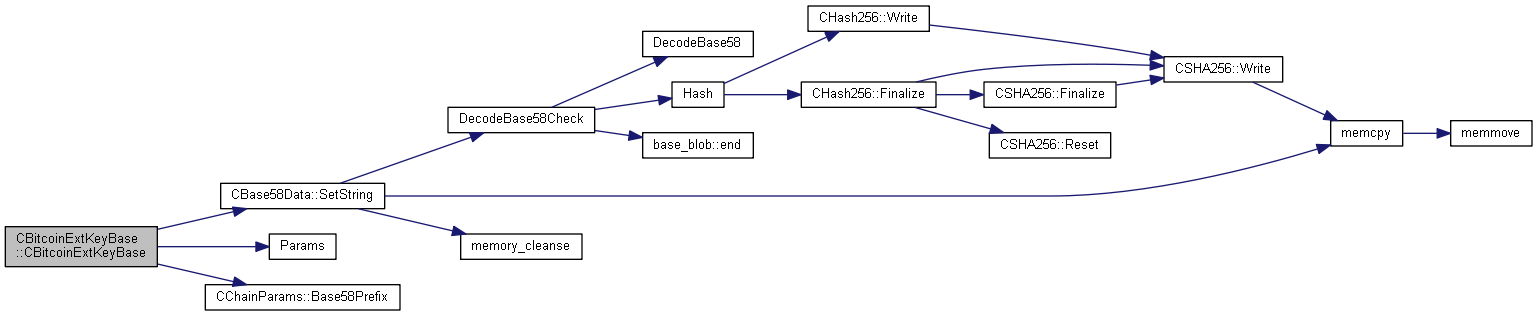 CHash256::Write
DecodeBase58
CSHA256::Write
Hash
CHash256::Finalize
CSHA256::Finalize
DecodeBase58Check
memcpy
memmove
base_blob::end
CSHA256::Reset
CBase58Data::SetString
CBitcoinExtKeyBase
::CBitcoinExtKeyBase
Params
memory_cleanse
CChainParams::Base58Prefix